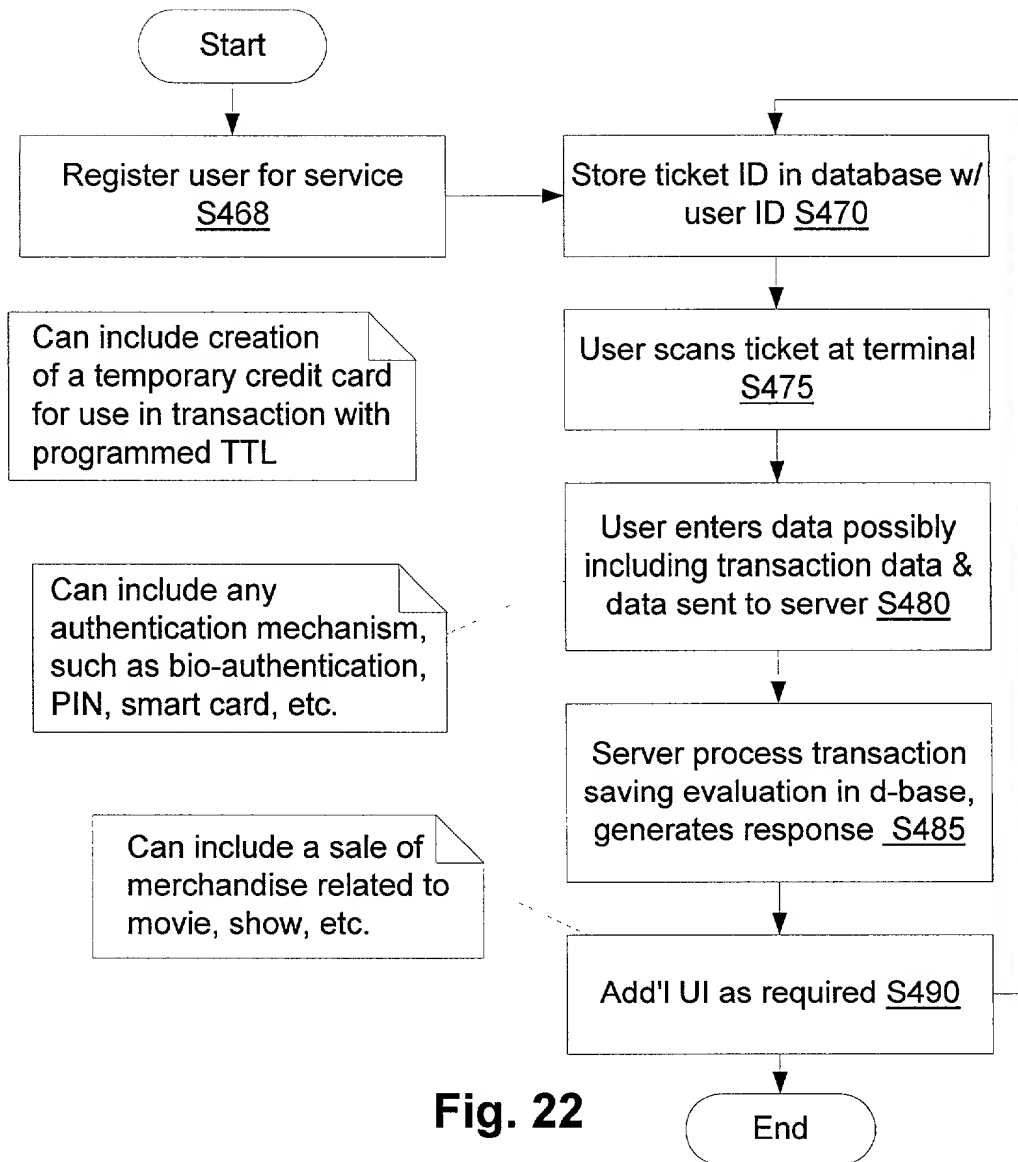 Start
Register user for service
S468
Store ticket ID in database w/
user ID S470
Can include creation
of a temporary credit card
for use in transaction with
programmed TTL
User scans ticket at terminal
S475
User enters data possibly
including transaction data &
data sent to server S480
Can include any
authentication mechanism,
such as bio-authentication,
PIN, smart card, etc.
Server process transaction
saving evaluation in d-base,
generates response S485
Can include a sale of
merchandise related to
movie, show, etc.
Add'l UI as required S490
Fig. 22
End